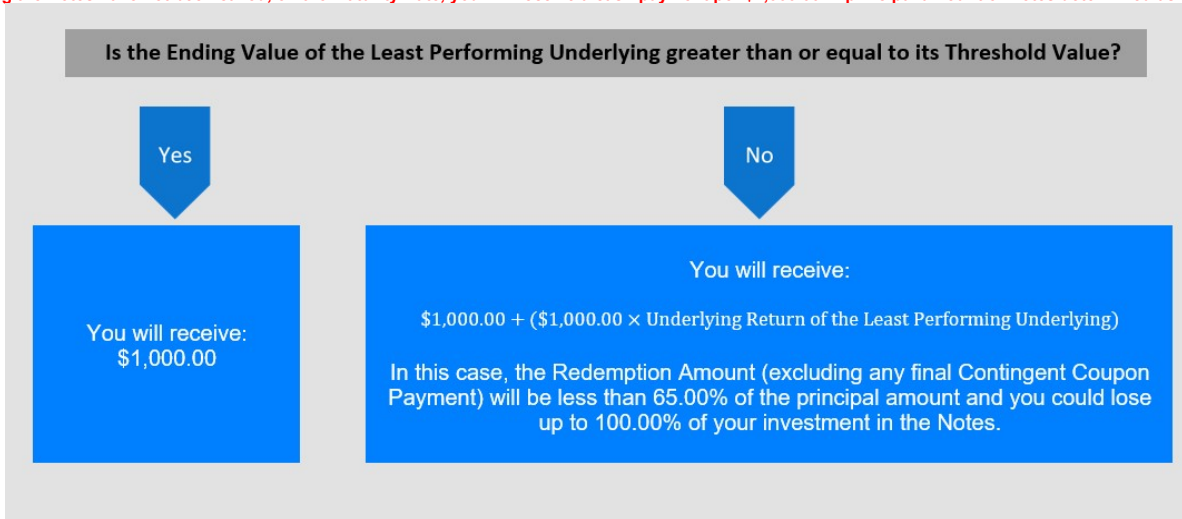 Is the Ending Value of the Least Performing Underlying greater than or equal to its Threshold Value?
Yes
No
You will receive:
$1,000.00
You will receive:
$1,000.00 + ($1,000.00 × Underlying Return of the Least Performing Underlying)
In this case, the Redemption Amount (excluding any final Contingent Coupon
Payment) will be less than 65.00% of the principal amount and you could lose
up to 100.00% of your investment in the Notes.